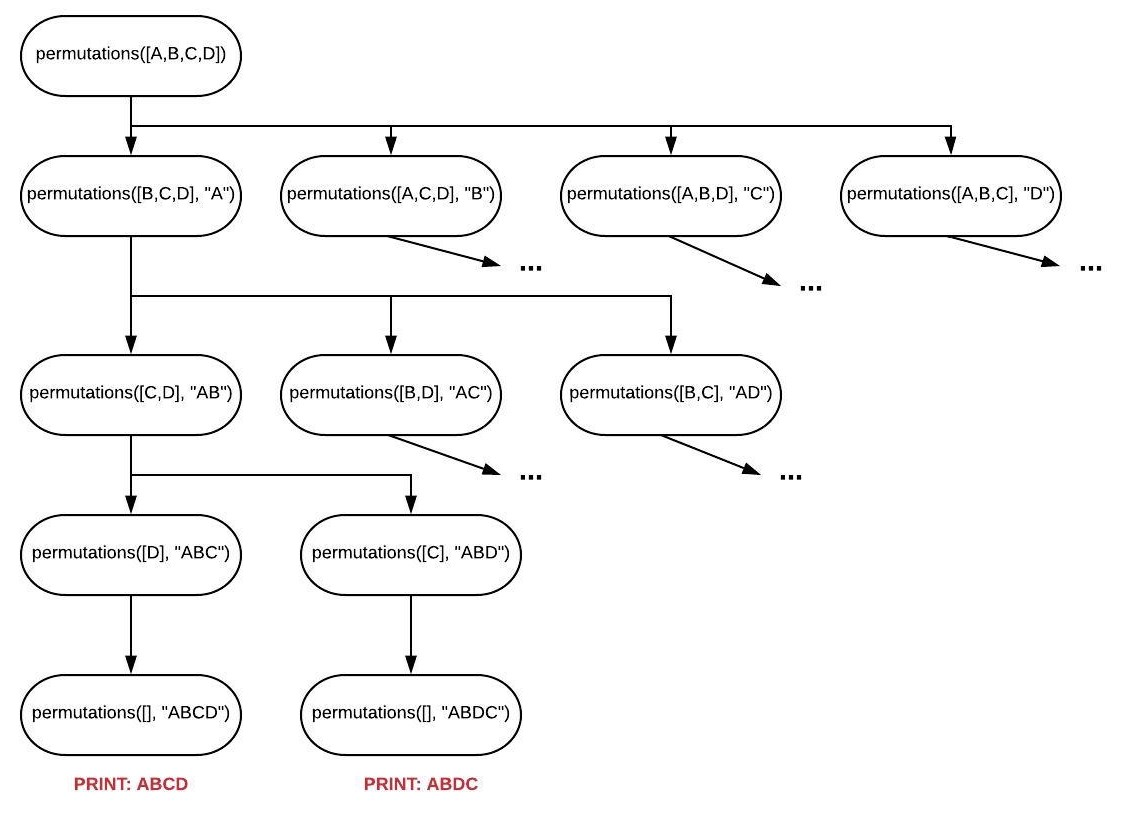 permutations([A,B,C,D])
permutations([B,C,D], "A")
permutations([A,C,D], "B")
permutations([A,B,D], "C")
permutations([A,B,C], "D")
...
...
...
permutations([C,D], "AB")
permutations([B,D], "AC")
permutations([B,C], "AD")
...
...
permutations([D], "ABC")
permutations([C], "ABD")
permutations([], "ABCD")
permutations([], "ABDC")
PRINT: ABCD
PRINT: ABDC